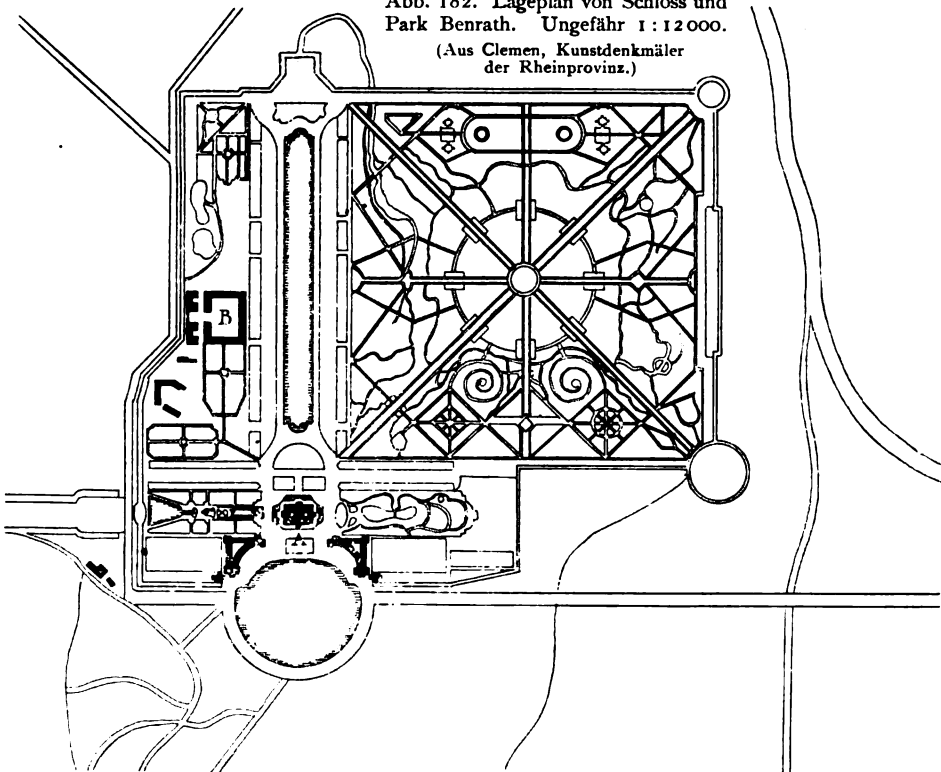 Abb. 182. Lageplan von Schloss und
Park Benrath. Ungefähr 1:12000.
(Aus Clemen, Kunstdenkmäler
der Rheinprovinz.)
B
A